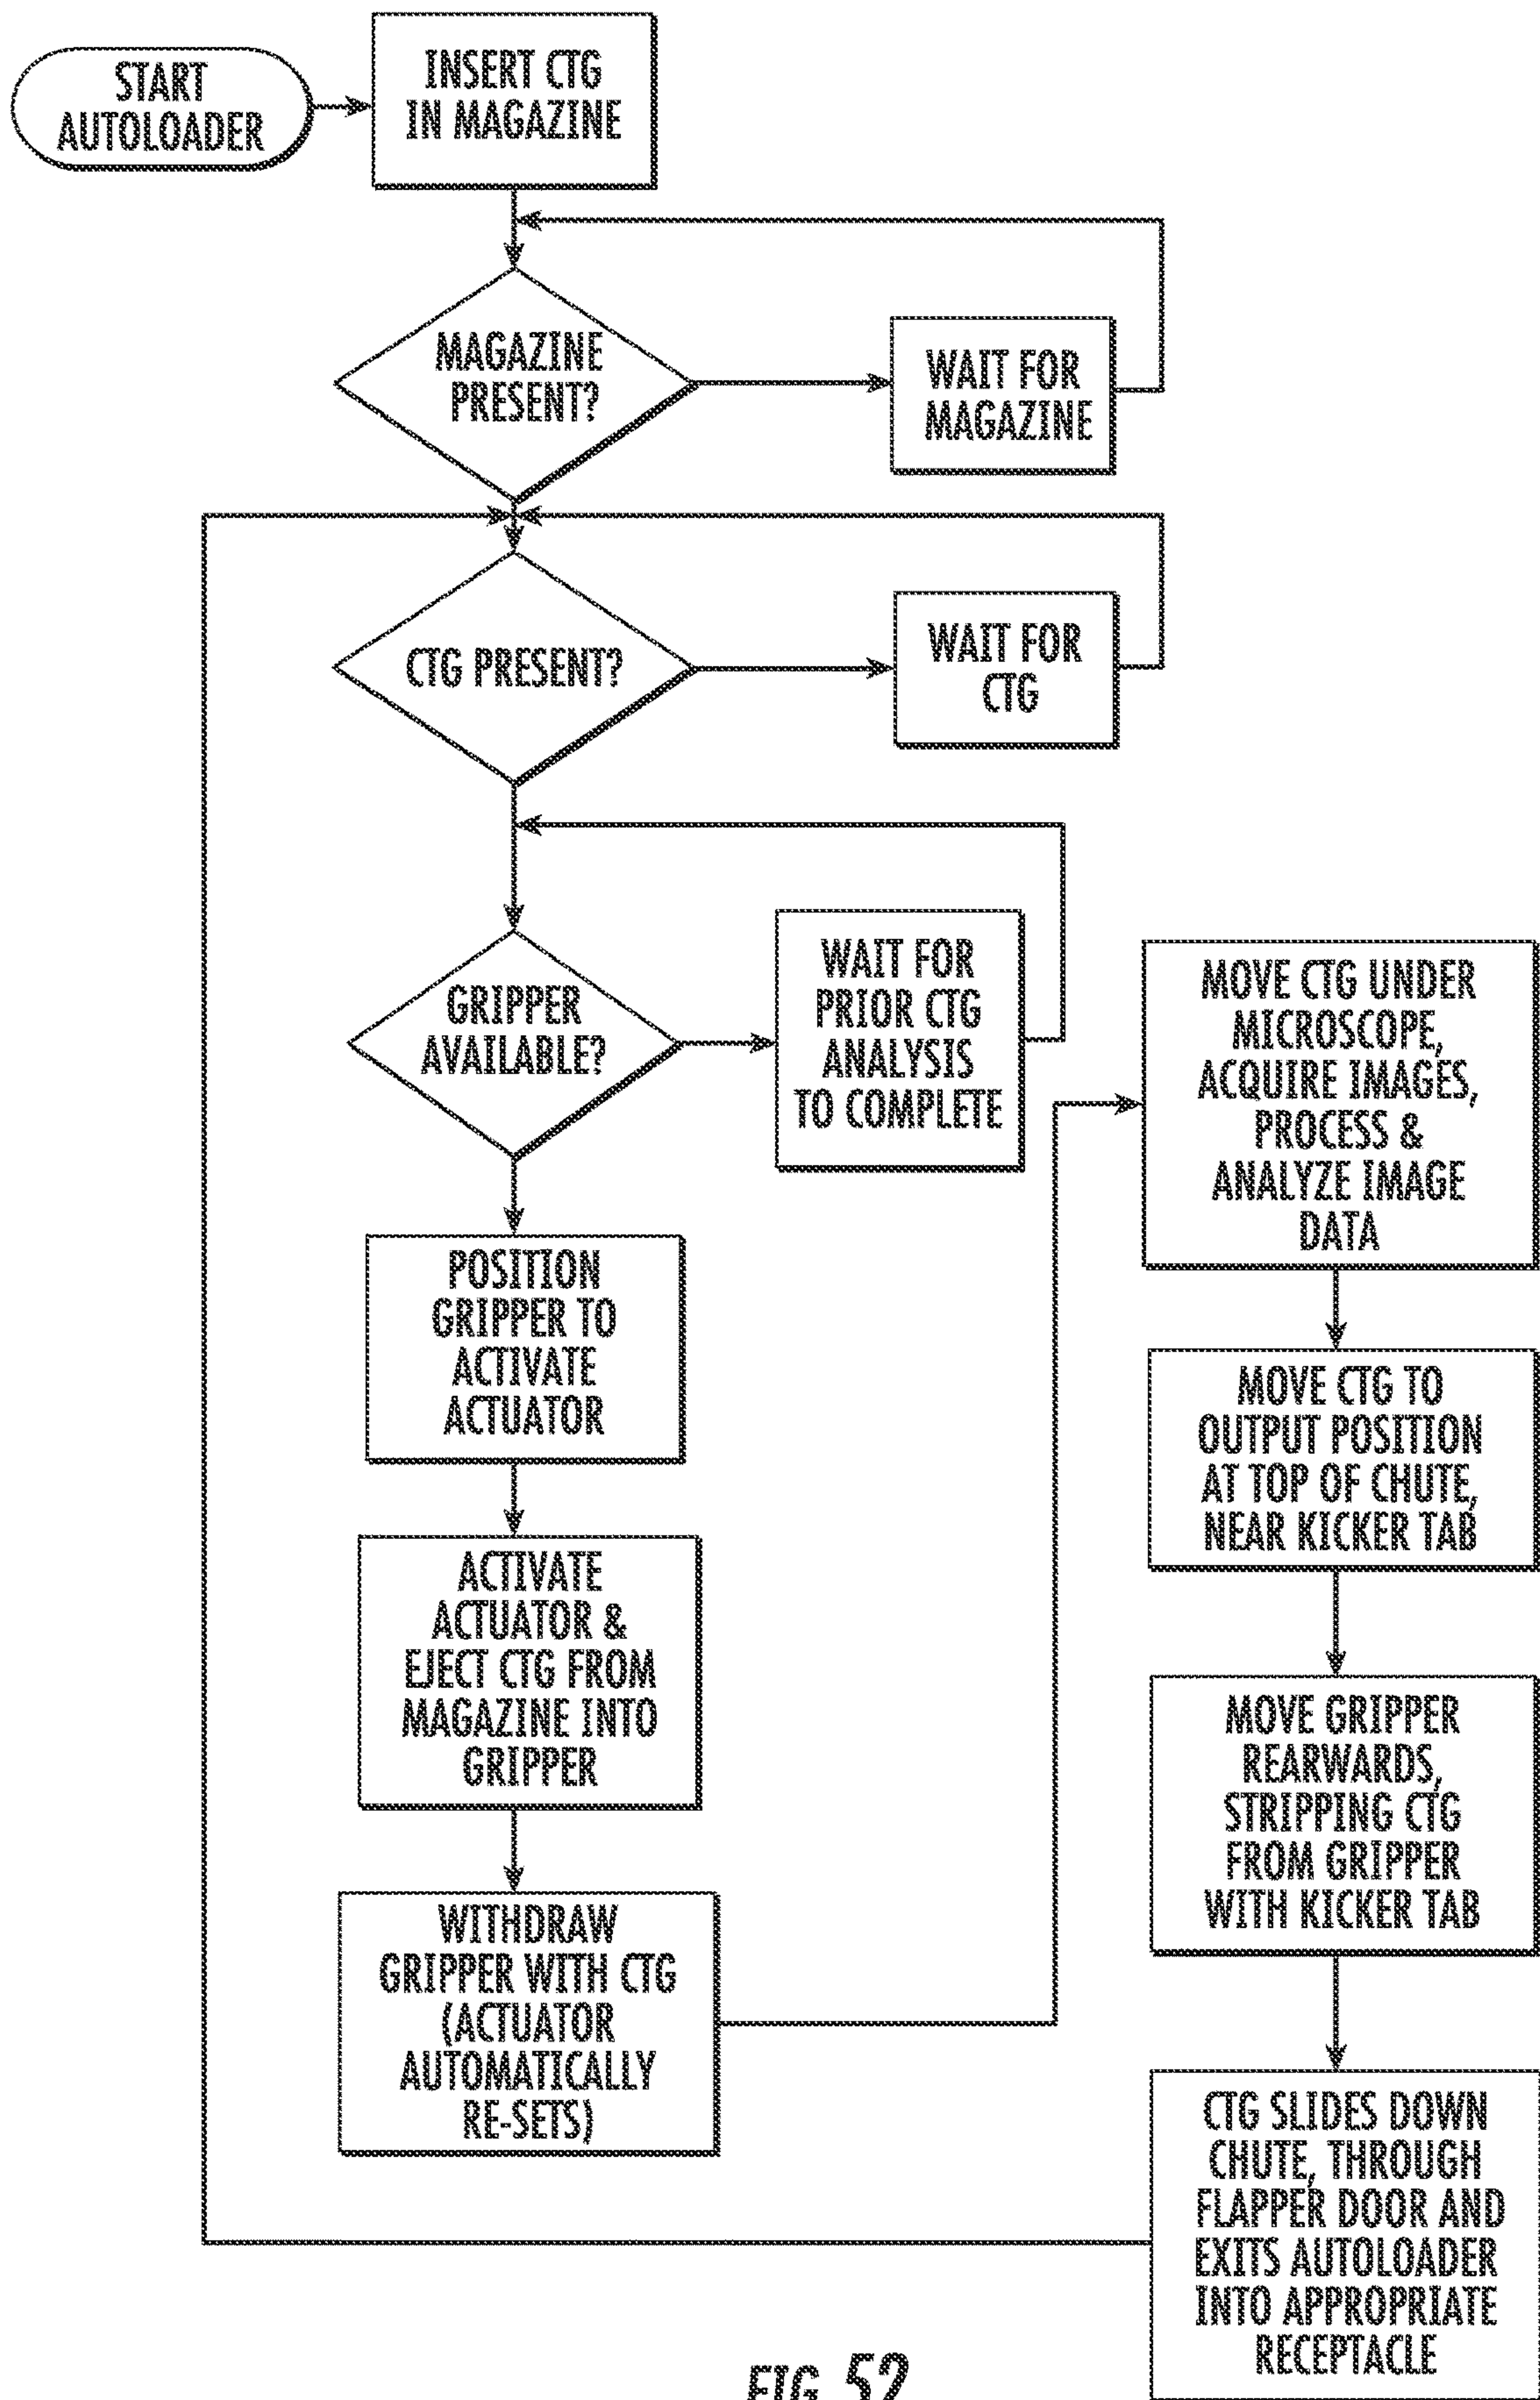 START
AUTOLOADER
INSERT CTG
IN MAGAZINE
MAGAZINE
PRESENT?
WAIT FOR
MAGAZINE
CTG PRESENT?
WAIT FOR
CTG
GRIPPER
AVAILABLE?
WAIT FOR
PRIOR CTG
ANALYSIS
TO COMPLETE
POSITION
GRIPPER TO
ACTIVATE
ACTUATOR
ACTIVATE
ACTUATOR &
EJECT CTG FROM
MAGAZINE INTO
GRIPPER
WITHDRAW
GRIPPER WITH CTG
(ACTUATOR
AUTOMATICALLY
RE-SETS)
MOVE CTG UNDER
MICROSCOPE,
ACQUIRE IMAGES,
PROCESS &
ANALYZE IMAGE
DATA
MOVE CTG TO
OUTPUT POSITION
AT TOP OF CHUTE,
NEAR KICKER TAB
MOVE GRIPPER
REARWARDS,
STRIPPING CTG
FROM GRIPPER
WITH KICKER TAB
CTG SLIDES DOWN
CHUTE, THROUGH
FLAPPER DOOR AND
EXITS AUTOLOADER
INTO APPROPRIATE
RECEPTACLE
FIG. 52